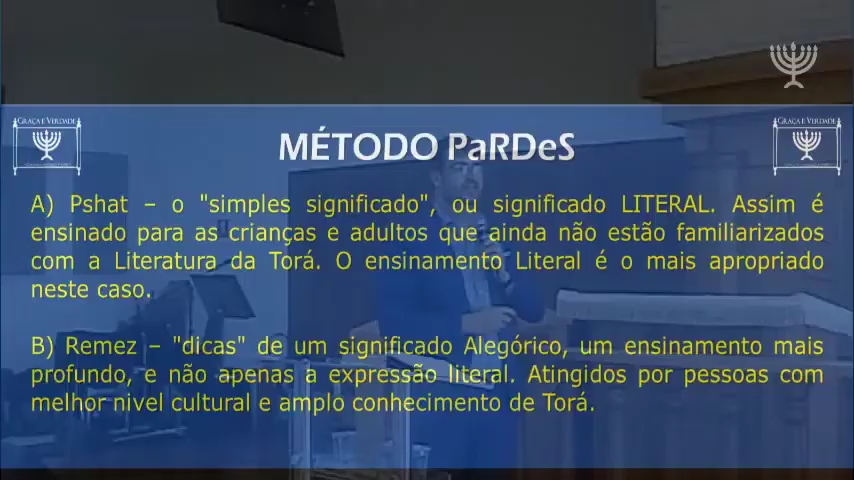 GRAÇA E VERDADE
GRAÇA E VERDADE
MÉTODO PaRDeS
A) Pshat – o "simples significado", ou significado LITERAL. Assim é
ensinado para as crianças e adultos que ainda não estão familiarizados
com a Literatura da Torá. O ensinamento Literal é o mais apropriado
neste caso.
B) Remez – "dicas" de um significado Alegórico, um ensinamento mais
profundo, e não apenas a expressão literal. Atingidos por pessoas com
melhor nivel cultural e amplo conhecimento de Torá.